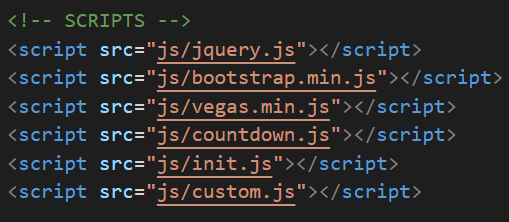 <!-- SCRIPTS -->
<script src="js/jquery.js"></script>
<script src="js/bootstrap.min.js"></script>
<script src="js/vegas.min.js"></script>
<script src="js/countdown.js"></script>
<script src="js/init.js"></script>
<script src="js/custom.js"></script>